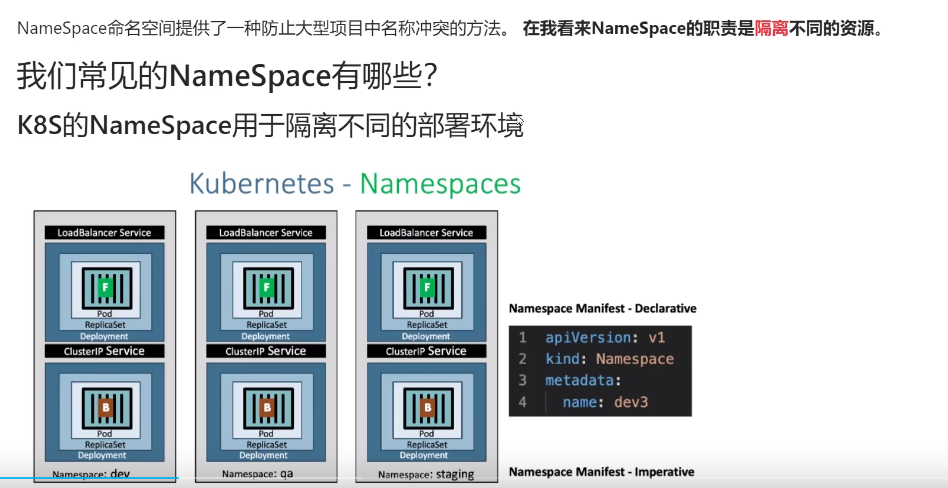 NameSpace命名空间提供了一种防止大型项目中名称冲突的方法。 在我看来NameSpace的职责是隔离不同的资源。
我们常见的NameSpace有哪些？
K8S的NameSpace用于隔离不同的部署环境
Kubernetes - Namespaces
LoadBalancer Service
F
Pod
ReplicaSet
Deployment
ClusterIP Service
B
Pod
ReplicaSet
Deployment
Namespace: dev
LoadBalancer Service
F
Pod
ReplicaSet
Deployment
ClusterIP Service
B
Pod
ReplicaSet
Deployment
Namespace: qa
LoadBalancer Service
F
Pod
ReplicaSet
Deployment
ClusterIP Service
B
Pod
ReplicaSet
Deployment
Namespace: staging
Namespace Manifest - Declarative
1 apiVersion: v1
2 kind: Namespace
3 metadata:
4 name: dev3
Namespace Manifest - Imperative